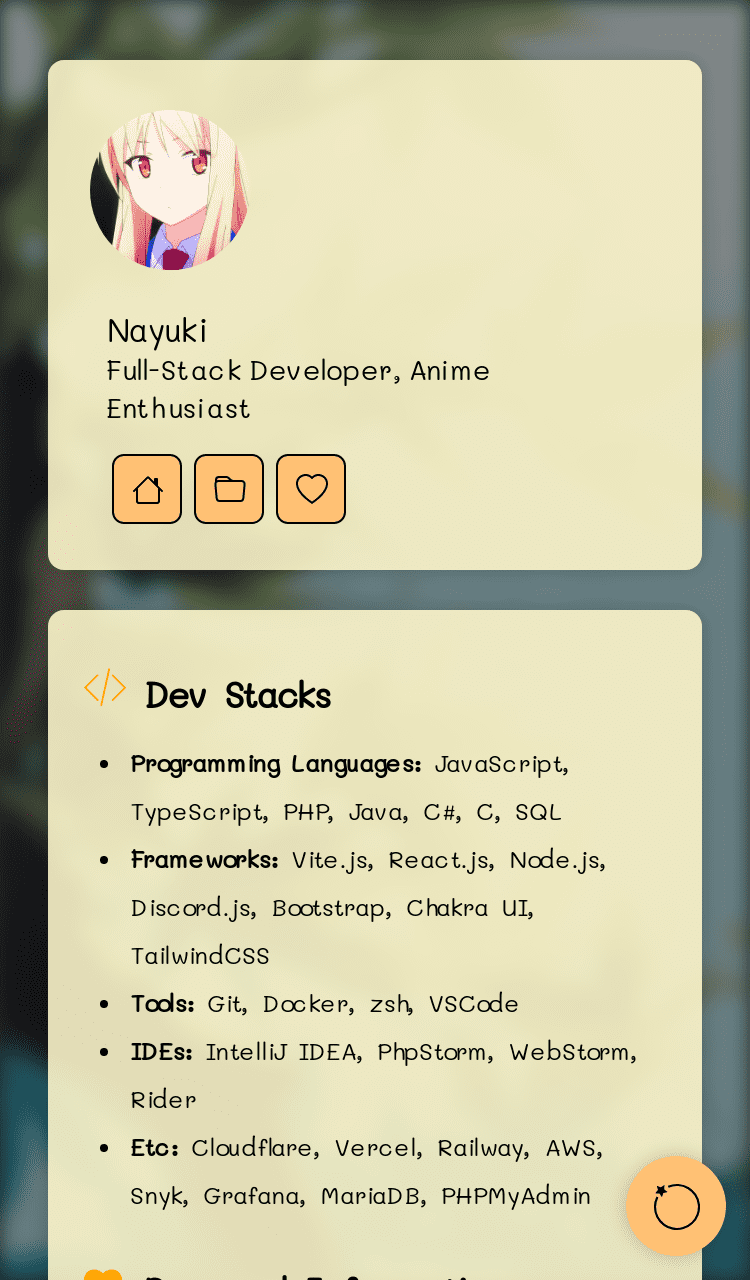 Nayuki
Full-Stack Developer, Anime
Enthusiast
Dev Stacks
Programming Languages: JavaScript,
TypeScript, PHP, Java, C#, C, SQL
Frameworks: Vite.js, React.js, Node.js,
Discord.js, Bootstrap, Chakra UI,
TailwindCSS
Tools: Git, Docker, zsh, VSCode
IDEs: IntelliJ IDEA, PhpStorm, WebStorm,
Rider
Etc: Cloudflare, Vercel, Railway, AWS,
Snyk, Grafana, MariaDB, PHPMyAdmin